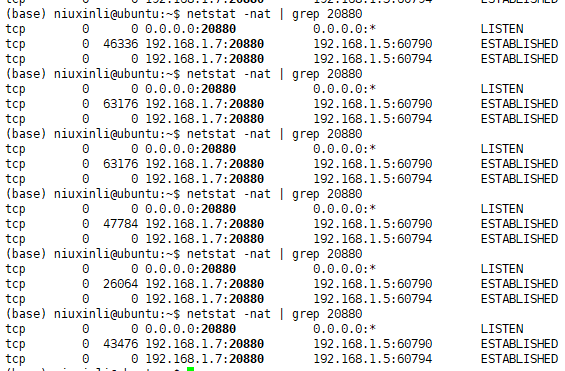 tcp 0 0 192.168.1.7:20880 192.168.1.5:60794 ESTABLISHED
(base) niuxinli@ubuntu:~$ netstat -nat | grep 20880
tcp 0 0 0.0.0.0:20880 0.0.0.0:* LISTEN
tcp 0 46336 192.168.1.7:20880 192.168.1.5:60790 ESTABLISHED
tcp 0 0 192.168.1.7:20880 192.168.1.5:60794 ESTABLISHED
(base) niuxinli@ubuntu:~$ netstat -nat | grep 20880
tcp 0 0 0.0.0.0:20880 0.0.0.0:* LISTEN
tcp 0 63176 192.168.1.7:20880 192.168.1.5:60790 ESTABLISHED
tcp 0 0 192.168.1.7:20880 192.168.1.5:60794 ESTABLISHED
(base) niuxinli@ubuntu:~$ netstat -nat | grep 20880
tcp 0 0 0.0.0.0:20880 0.0.0.0:* LISTEN
tcp 0 63176 192.168.1.7:20880 192.168.1.5:60790 ESTABLISHED
tcp 0 0 192.168.1.7:20880 192.168.1.5:60794 ESTABLISHED
(base) niuxinli@ubuntu:~$ netstat -nat | grep 20880
tcp 0 0 0.0.0.0:20880 0.0.0.0:* LISTEN
tcp 0 47784 192.168.1.7:20880 192.168.1.5:60790 ESTABLISHED
tcp 0 0 192.168.1.7:20880 192.168.1.5:60794 ESTABLISHED
(base) niuxinli@ubuntu:~$ netstat -nat | grep 20880
tcp 0 0 0.0.0.0:20880 0.0.0.0:* LISTEN
tcp 0 26064 192.168.1.7:20880 192.168.1.5:60790 ESTABLISHED
tcp 0 0 192.168.1.7:20880 192.168.1.5:60794 ESTABLISHED
(base) niuxinli@ubuntu:~$ netstat -nat | grep 20880
tcp 0 0 0.0.0.0:20880 0.0.0.0:* LISTEN
tcp 0 43476 192.168.1.7:20880 192.168.1.5:60790 ESTABLISHED
tcp 0 0 192.168.1.7:20880 192.168.1.5:60794 ESTABLISHED
(base) niuxinli@ubuntu:~$